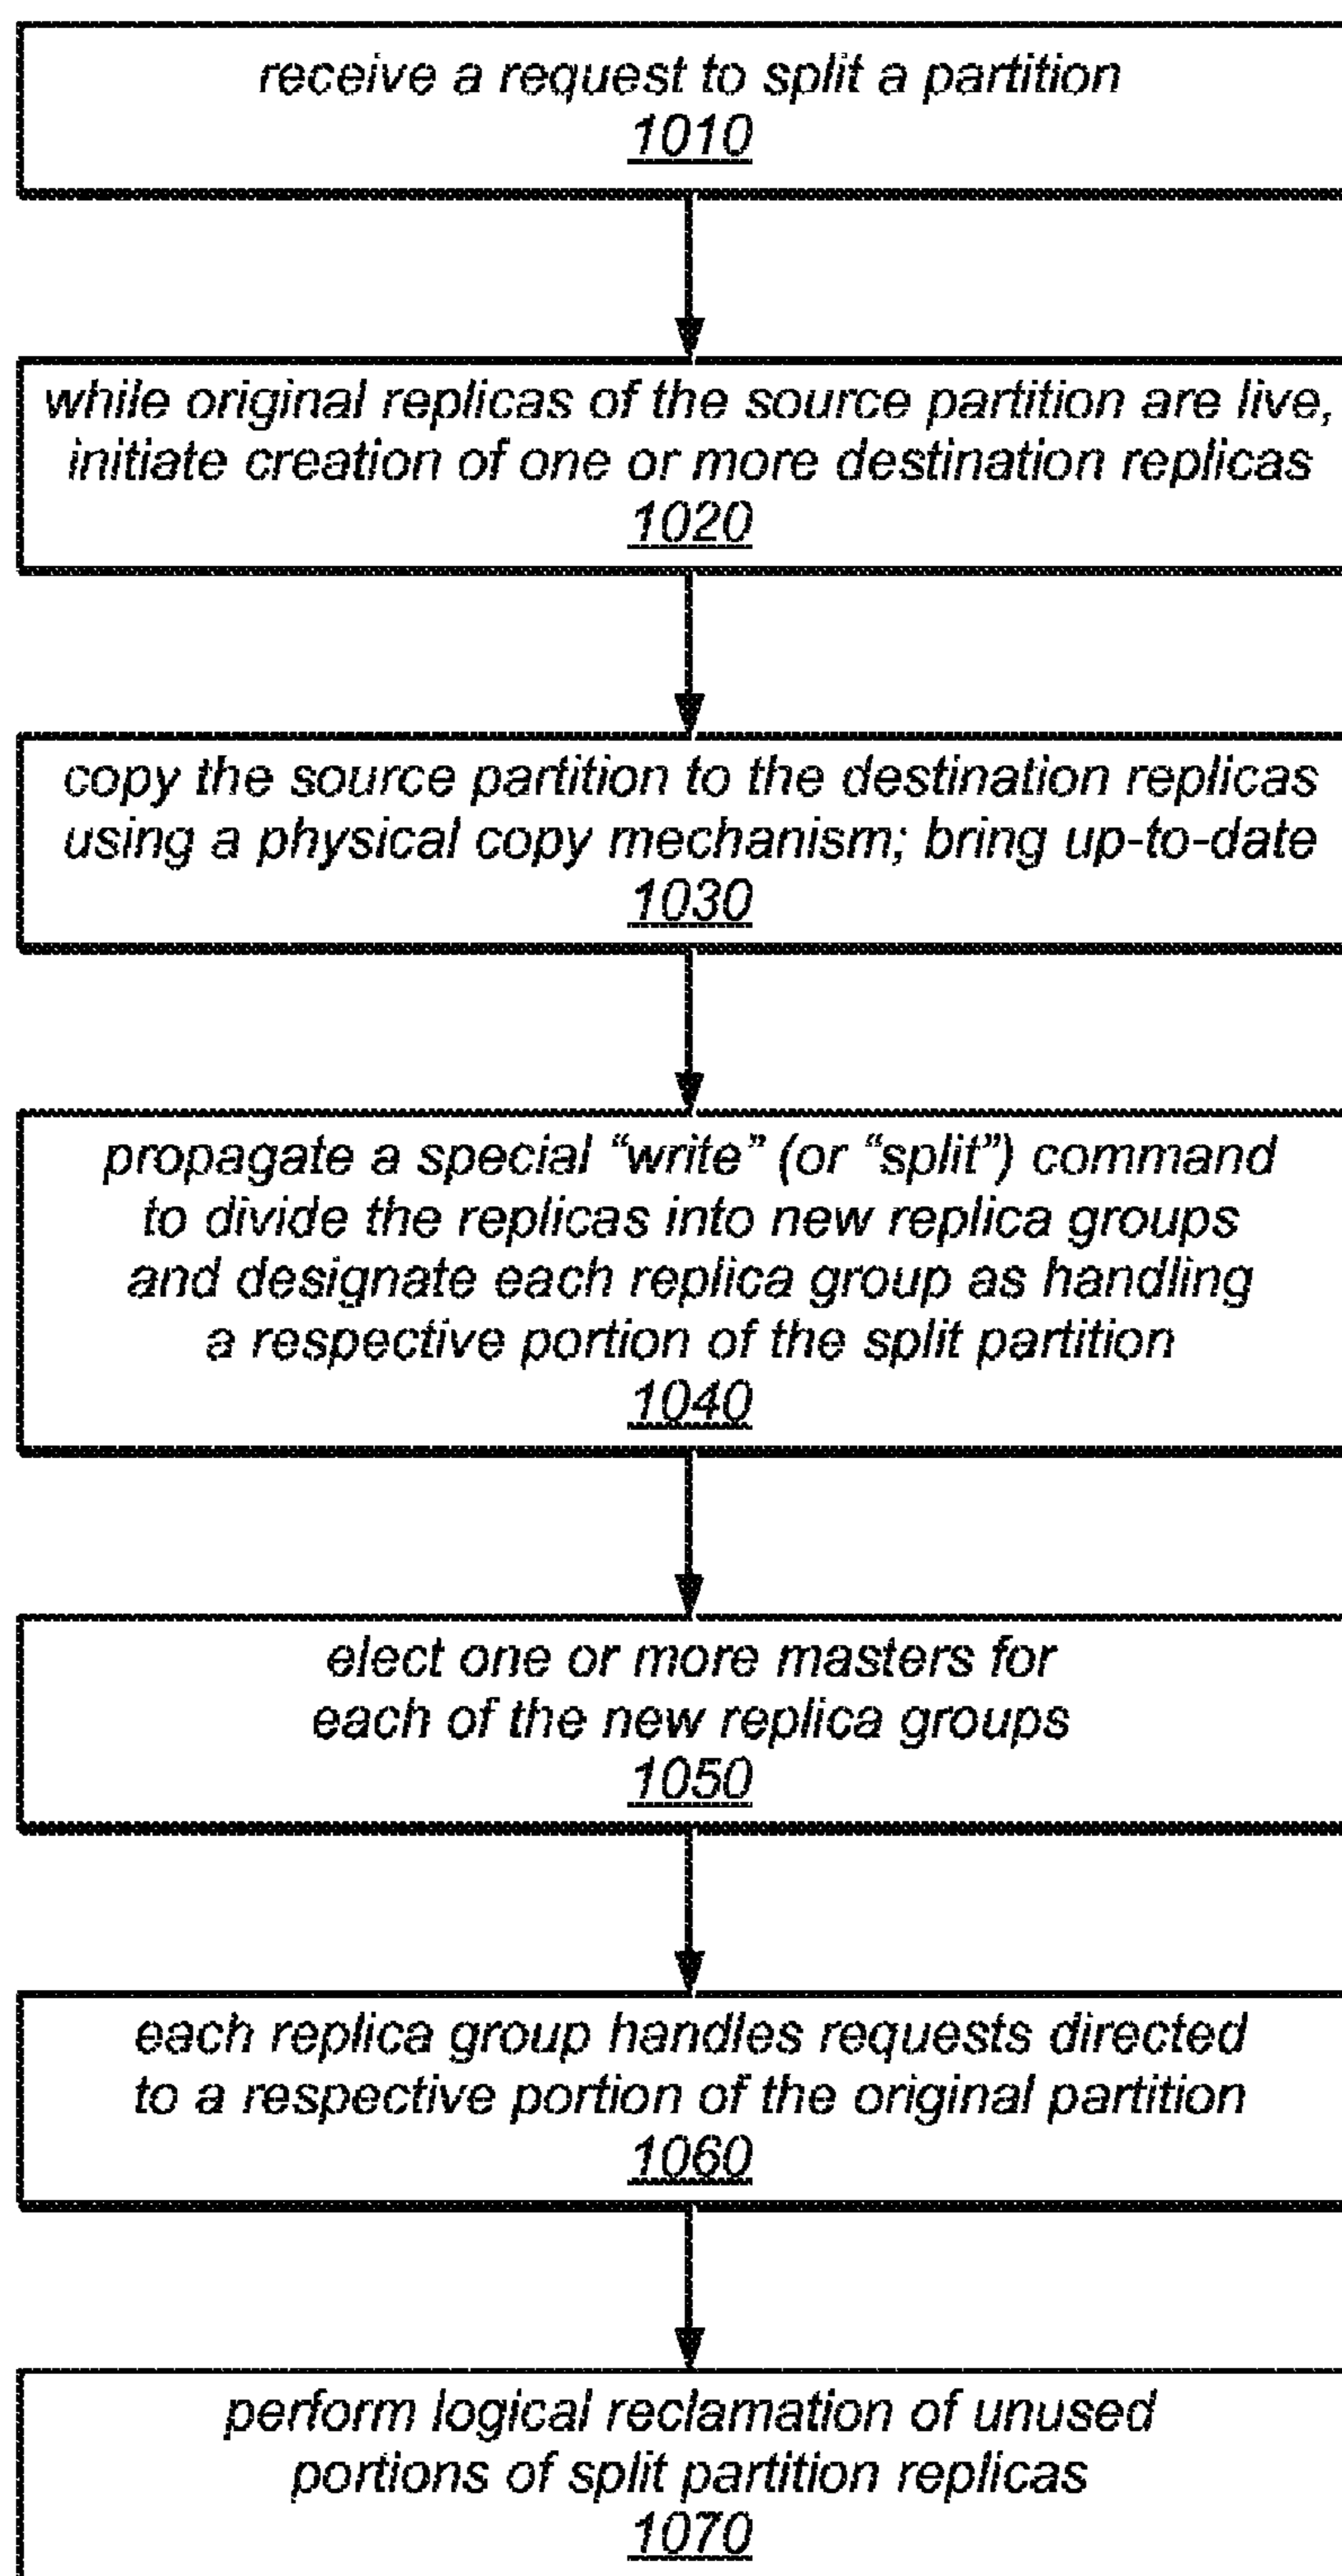 receive a request to split a partition
1010
while original replicas of the source partition are live,
initiate creation of one or more destination replicas
1020
copy the source partition to the destination replicas
using a physical copy mechanism; bring up-to-date
1030
propagate a special “write” (or “split”) command
to divide the replicas into new replica groups
and designate each replica group as handling
a respective portion of the split partition
1040
elect one or more masters for
each of the new replica groups
1050
each replica group handles requests directed
to a respective portion of the original partition
1060
perform logical reclamation of unused
portions of split partition replicas
1070